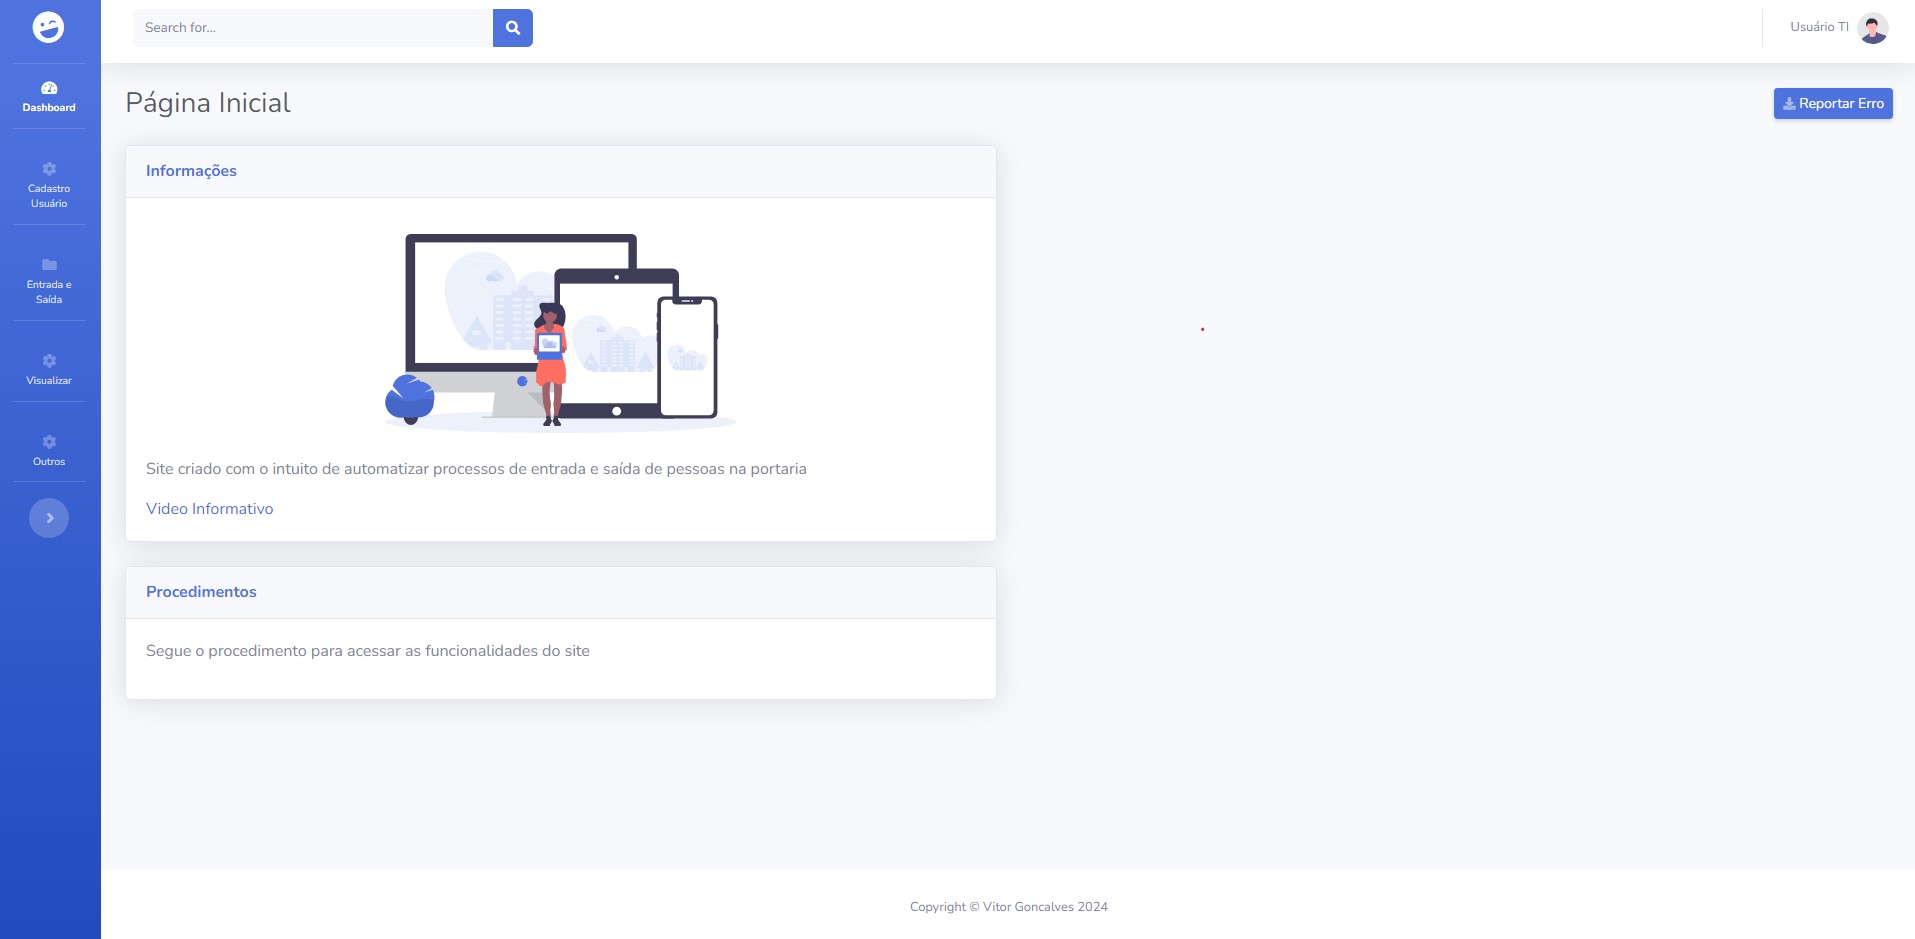 Search for...
Usuário TI
Dashboard
Cadastro
Usuário
Entrada e
Saída
Visualizar
Outros
Página Inicial
Reportar Erro
Informações
Site criado com o intuito de automatizar processos de entrada e saída de pessoas na portaria
Video Informativo
Procedimentos
Segue o procedimento para acessar as funcionalidades do site
Copyright © Vitor Goncalves 2024